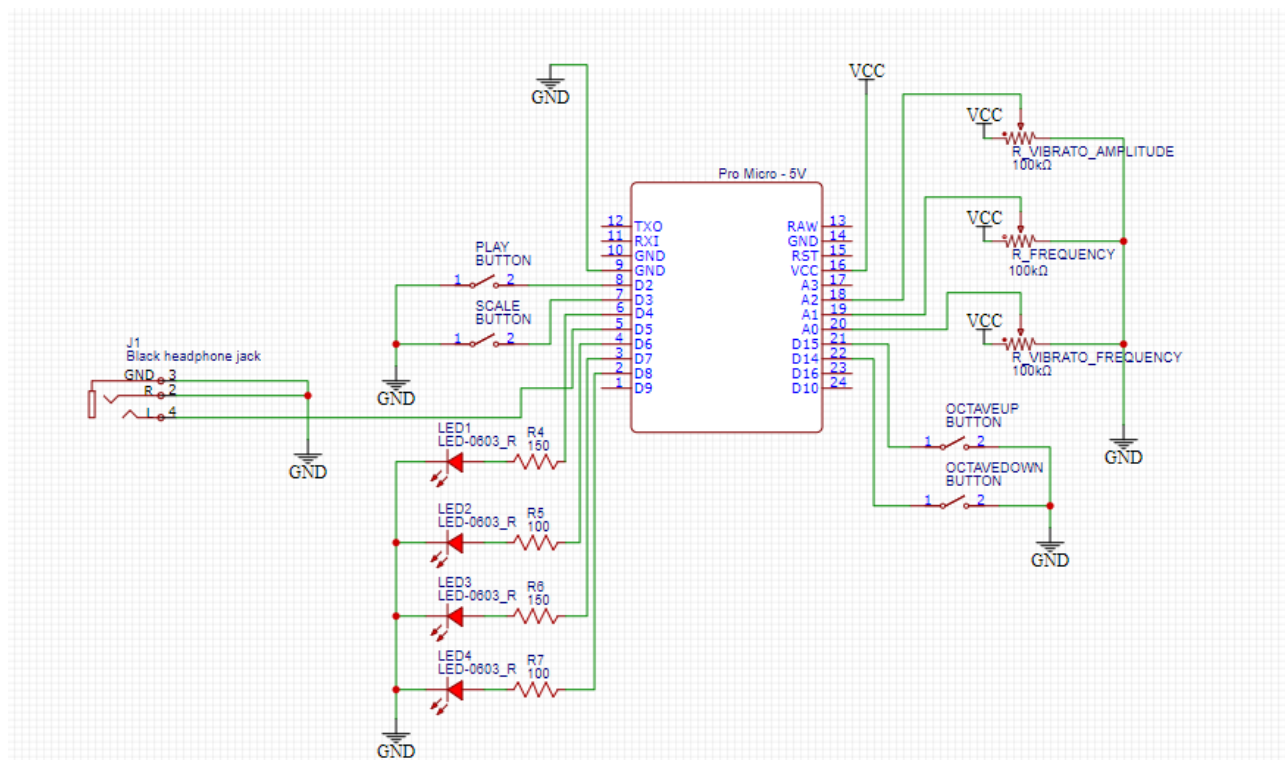 VCC
GND
VCC
R_VIBRATO_AMPLITUDE
100kΩ
Pro Micro - 5V
12 TXO
11 RXI
10 GND
9 GND
8 D2
7 D3
6 D4
5 D5
4 D6
3 D7
2 D8
1 D9
RAW 13
GND 14
RST 15
VCC 16
A3 17
A2 18
A1 19
A0 20
D15 21
D14 22
D16 23
D10 24
VCC
R_FREQUENCY
100kΩ
VCC
R_VIBRATO_FREQUENCY
100kΩ
PLAY
BUTTON
1 2
SCALE
BUTTON
1 2
GND
J1
Black headphone jack
GND 3
R 2
L 4
GND
OCTAVEUP
BUTTON
1 2
OCTAVEDOWN
BUTTON
1 2
GND
GND
LED1
LED-0603_R
R4
150
LED2
LED-0603_R
R5
100
LED3
LED-0603_R
R6
150
LED4
LED-0603_R
R7
100
GND